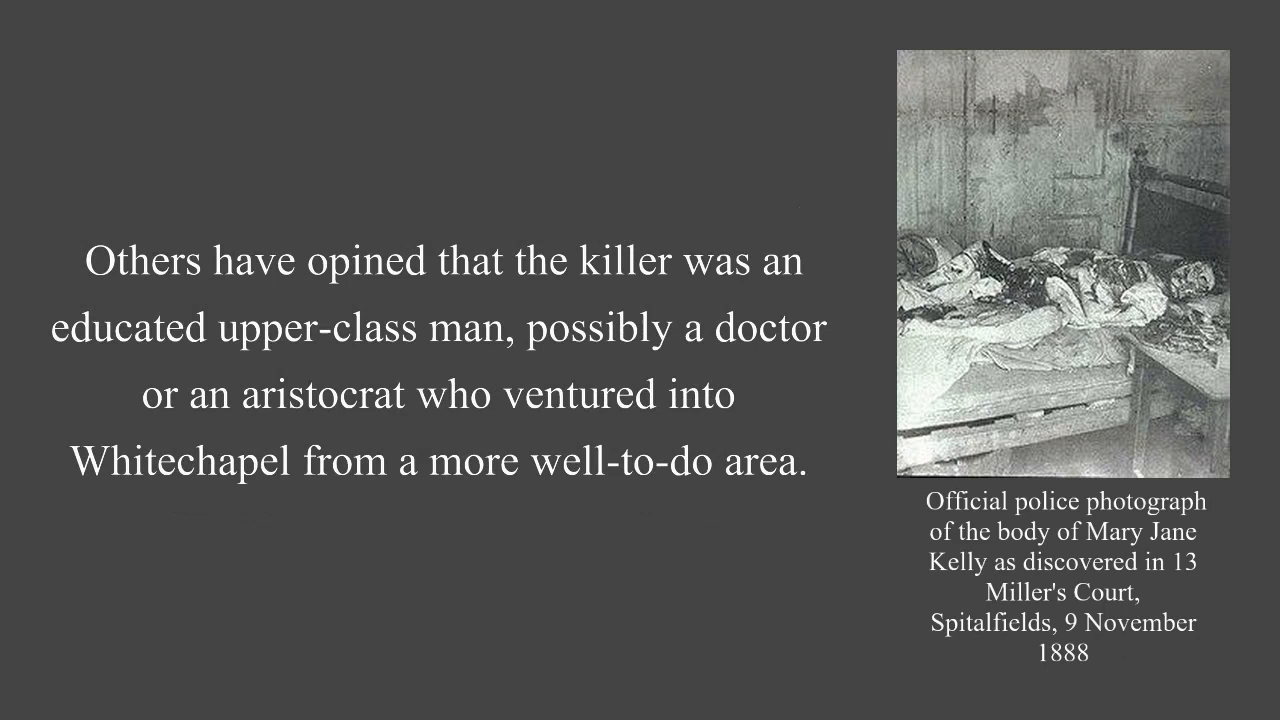 Others have opined that the killer was an
educated upper-class man, possibly a doctor
or an aristocrat who ventured into
Whitechapel from a more well-to-do area.
Official police photograph
of the body of Mary Jane
Kelly as discovered in 13
Miller's Court,
Spitalfields, 9 November
1888